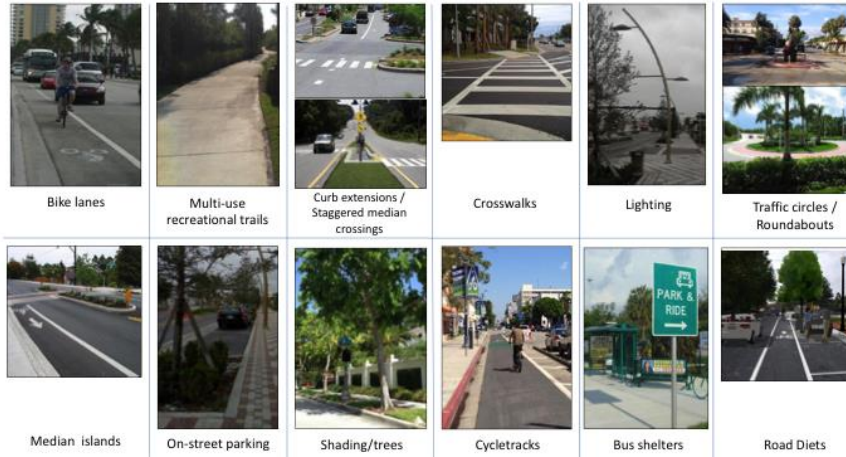 Bike lanes
Multi-use
recreational trails
Curb extensions /
Staggered median
crossings
Crosswalks
Lighting
Traffic circles /
Roundabouts
PARK &
RIDE
Median islands
On-street parking
Shading/trees
Cycletracks
Bus shelters
Road Diets